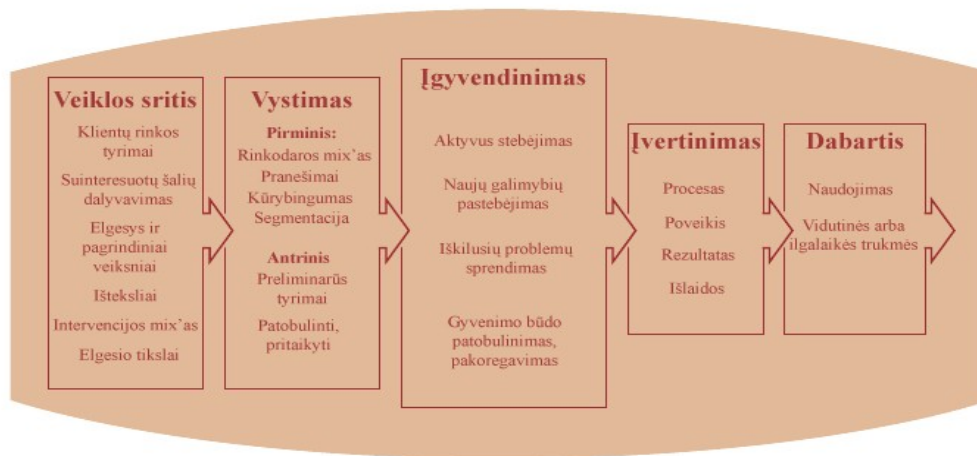 Veiklos sritis
Klientų rinkos
tyrimai
Suinteresuotų šalių
dalyvavimas
Elgesys ir
pagrindiniai
veiksniai
Ištekliai
Intervencijos mix’as
Elgesio tikslai
Vystimas
Pirminis:
Rinkodaros mix’as
Pranešimai
Kūrybingumas
Segmentacija
Antrinis
Preliminarūs
tyrimai
Patobulinti,
pritaikyti
Įgyvendinimas
Aktyvus stebėjimas
Naujų galimybių
pastebėjimas
Iškilusių problemų
sprendimas
Gyvenimo būdo
patobulinimas,
pakoregavimas
Įvertinimas
Procesas
Poveikis
Rezultatas
Išlaidos
Dabartis
Naudojimas
Vidutinės arba
ilgalaikės trukmės